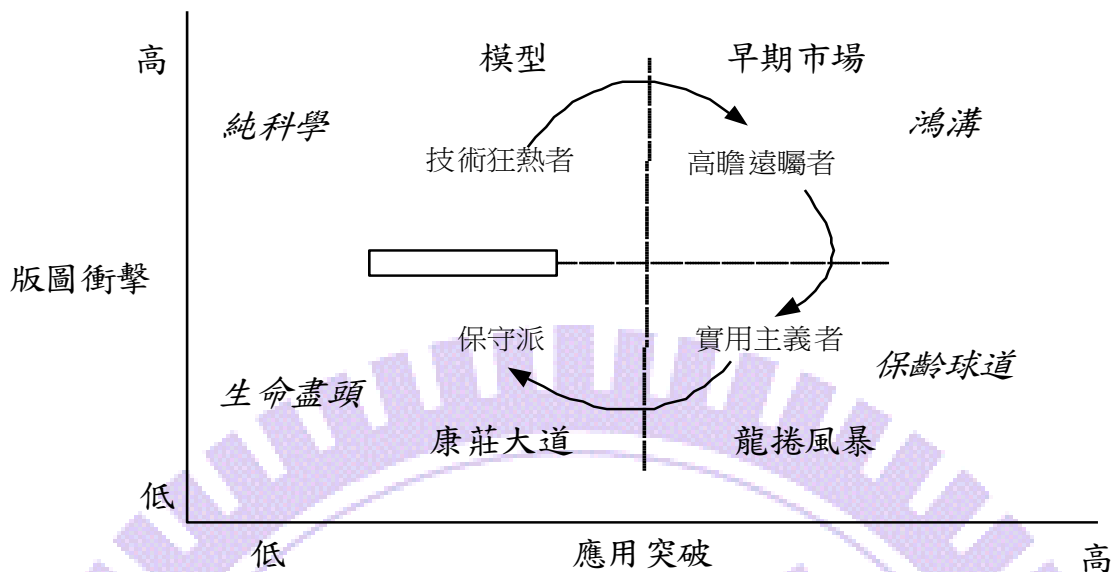 高
模型
早期市場
純科學
鴻溝
技術狂熱者
高瞻遠矚者
版圖衝擊
保守派
實用主義者
生命盡頭
保齡球道
康莊大道
龍捲風暴
低
低
應用突破
高